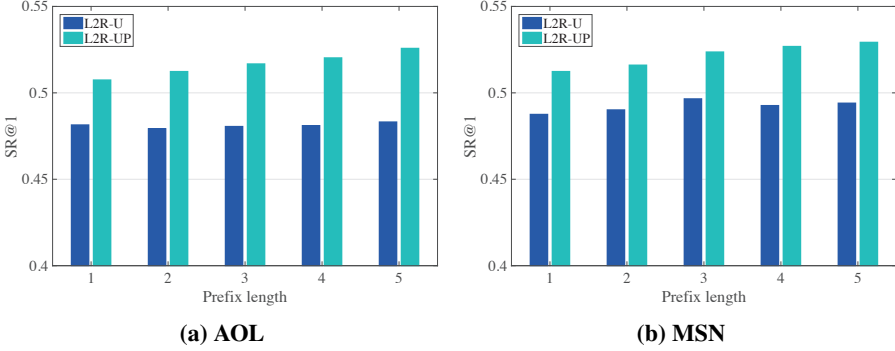 0.55
L2R-U
L2R-UP
0.5
SR@1
0.45
0.4
1 2 3 4 5
Prefix length
(a) AOL
0.55
L2R-U
L2R-UP
0.5
SR@1
0.45
0.4
1 2 3 4 5
Prefix length
(b) MSN